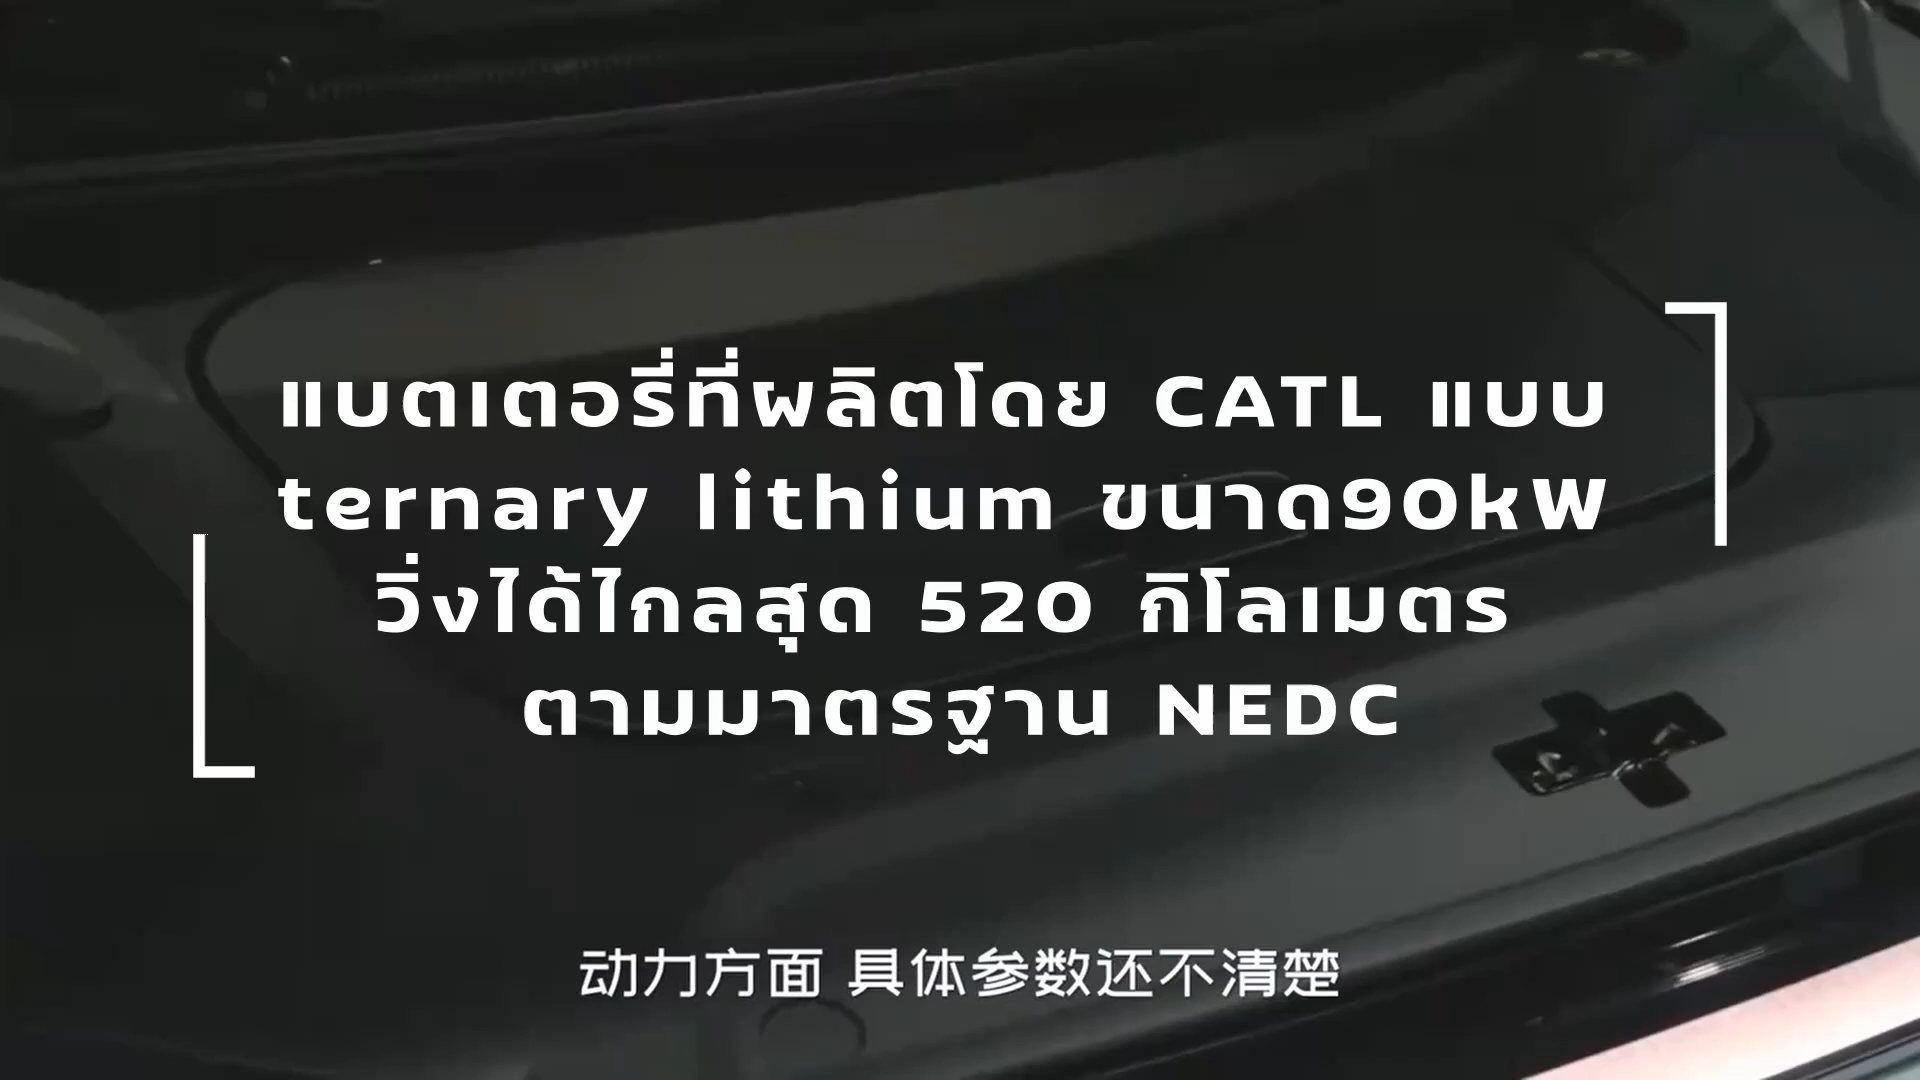 แบตเตอรี่ที่ผลิตโดย CATL แบบ
ternary lithium ขนาด90kW
วิ่งได้ไกลสุด 520 กิโลเมตร
ตามมาตรฐาน NEDC
动力方面 具体参数还不清楚